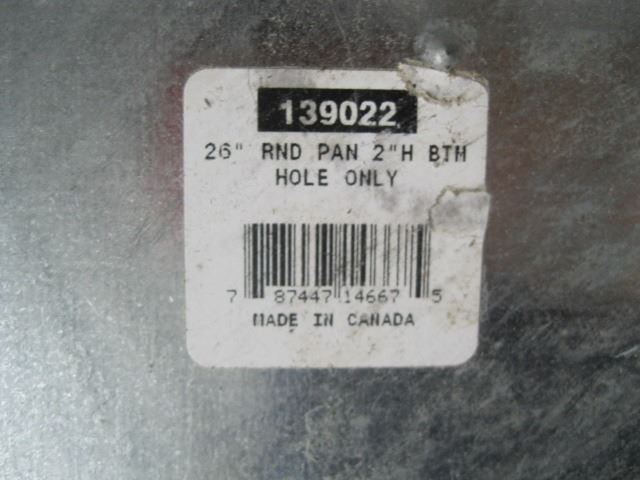 139022
26" RND PAN 2"H BTM
HOLE ONLY
7 87447 14667 5
MADE IN CANADA